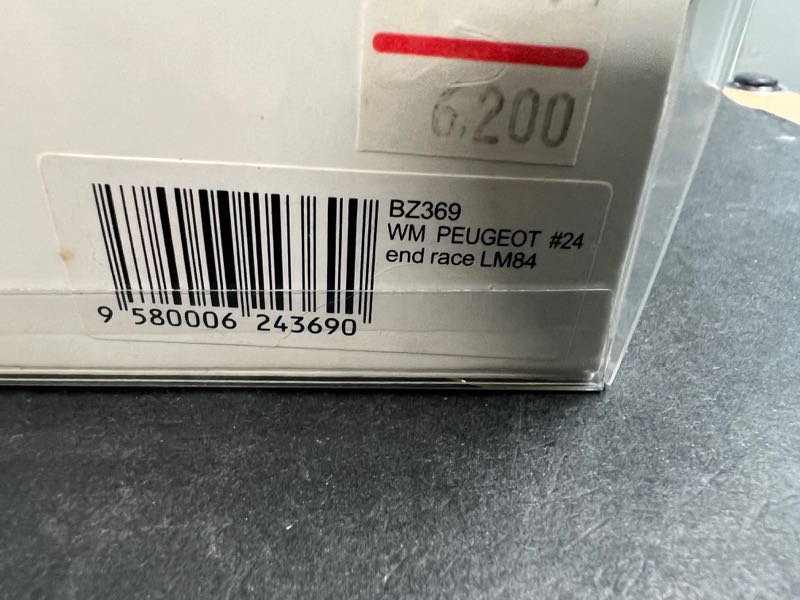 6,200
BZ369
WM PEUGEOT #24
end race LM84
9 580006 243690